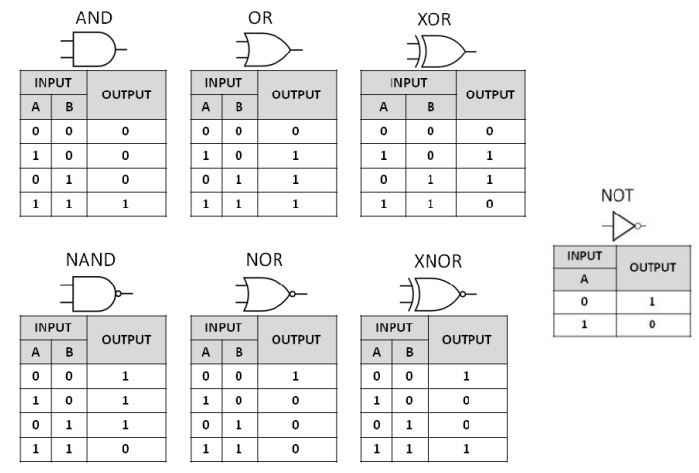 AND
INPUT OUTPUT
A B
0 0 0
1 0 0
0 1 0
1 1 1
OR
INPUT OUTPUT
A B
0 0 0
1 0 1
0 1 1
1 1 1
XOR
INPUT OUTPUT
A B
0 0 0
1 0 1
0 1 1
1 1 0
NOT
INPUT OUTPUT
A
0 1
1 0
NAND
INPUT OUTPUT
A B
0 0 1
1 0 1
0 1 1
1 1 0
NOR
INPUT OUTPUT
A B
0 0 1
1 0 0
0 1 0
1 1 0
XNOR
INPUT OUTPUT
A B
0 0 1
1 0 0
0 1 0
1 1 1